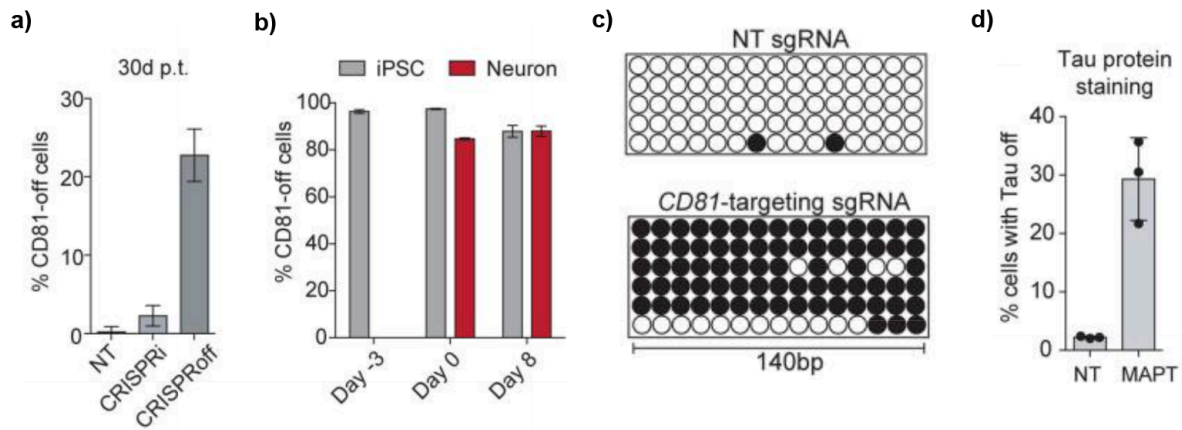 a)
30d p.t.
% CD81-off cells
30
20
10
0
NT
CRISPRi
CRISPRoff
b)
iPSC
Neuron
% CD81-off cells
100
80
60
40
20
0
Day -3
Day 0
Day 8
c)
NT sgRNA
CD81-targeting sgRNA
140bp
d)
Tau protein
staining
% cells with Tau off
40
30
20
10
0
NT
MAPT